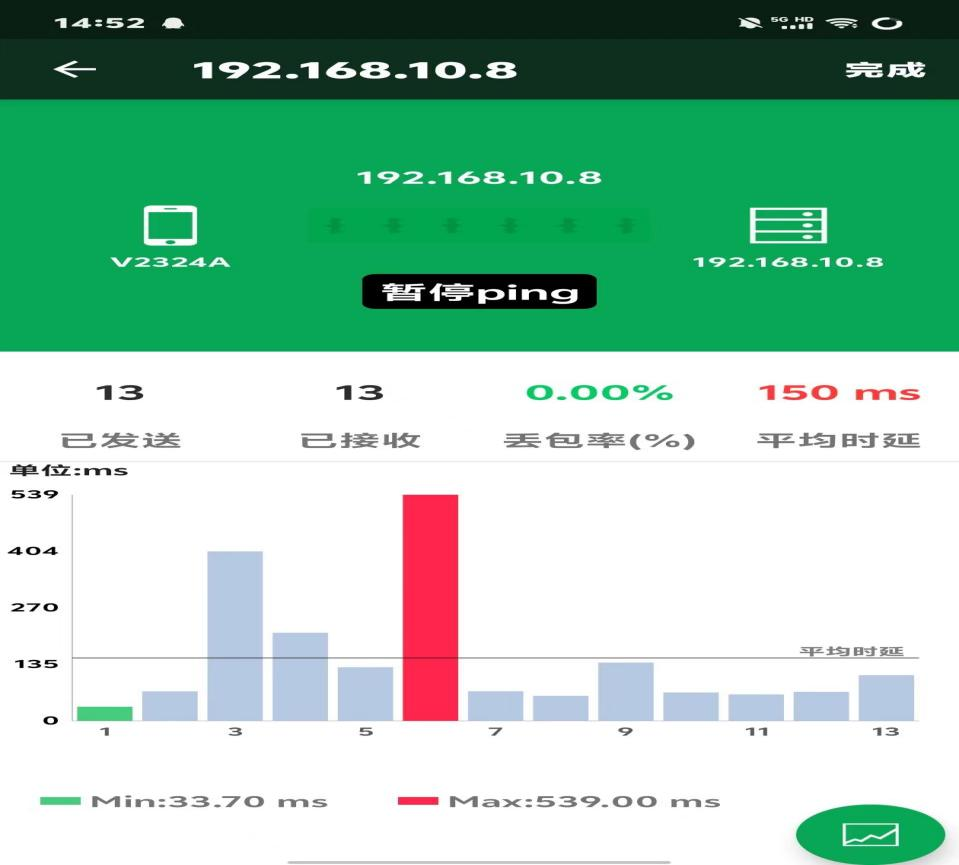 14:52
5G HD
192.168.10.8 完成
192.168.10.8
V2324A 192.168.10.8
暂停ping
13 13 0.00% 150 ms
已发送 已接收 丢包率(%) 平均时延
单位:ms
539
404
270
平均时延
135
0
1 3 5 7 9 11 13
Min:33.70 ms Max:539.00 ms